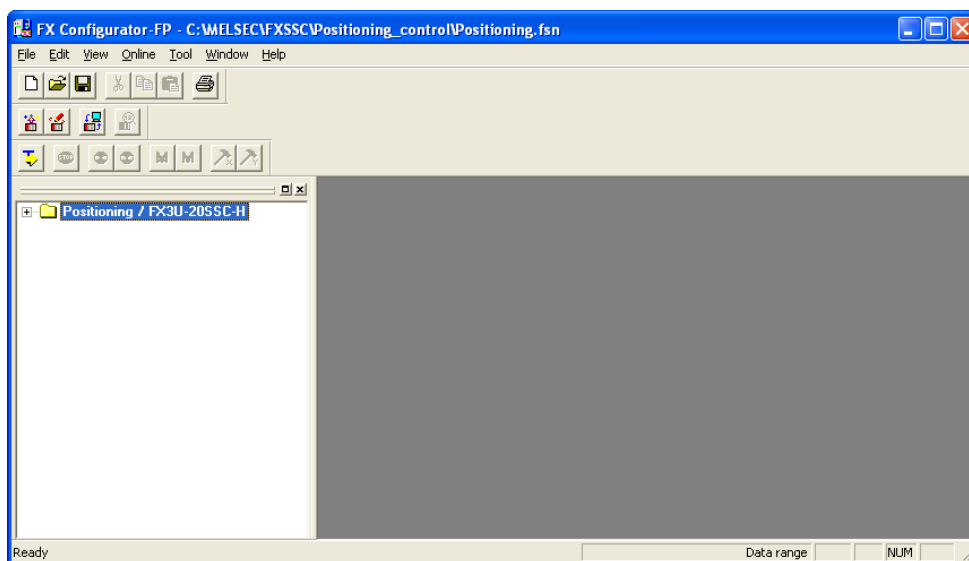 FX Configurator-FP - C:\MELSEC\FXSSC\Positioning_control\Positioning.fsn
File Edit View Online Tool Window Help
STOP
Positioning / FX3U-20SSC-H
Ready Data range NUM